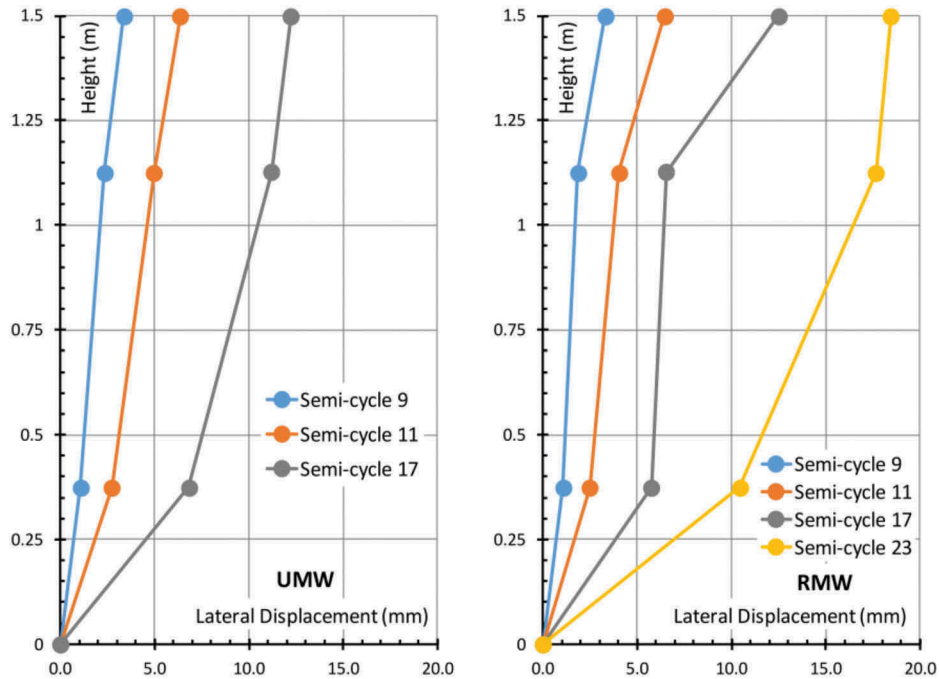 1.5
1.25
1
0.75
0.5
0.25
0
Height (m)
Semi-cycle 9
Semi-cycle 11
Semi-cycle 17
UMW
Lateral Displacement (mm)
0.0 5.0 10.0 15.0 20.0
1.5
1.25
1
0.75
0.5
0.25
0
Height (m)
Semi-cycle 9
Semi-cycle 11
Semi-cycle 17
Semi-cycle 23
RMW
Lateral Displacement (mm)
0.0 5.0 10.0 15.0 20.0